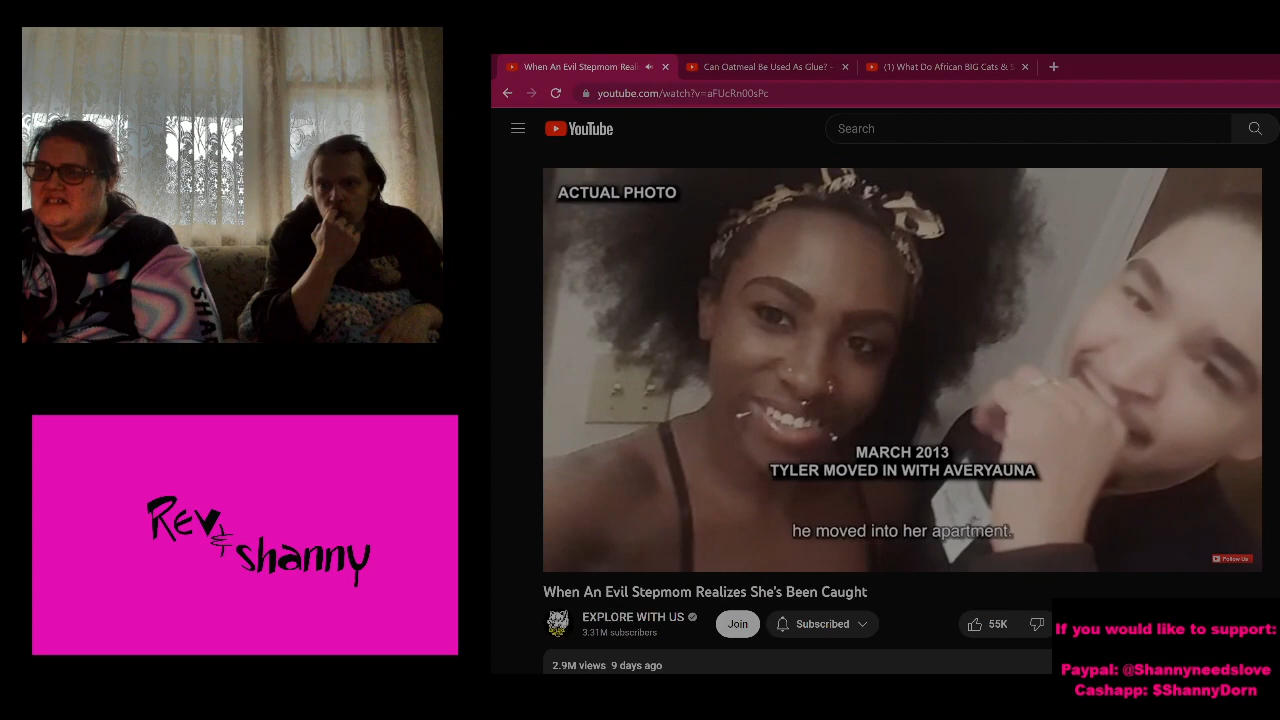 When An Evil Stepmom Reali
Can Oatmeal Be Used As Glue? -
(1) What Do African BIG Cats & S
youtube.com/watch?v=aFUcRn00sPc
YouTube
Search
ACTUAL PHOTO
MARCH 2013
TYLER MOVED IN WITH AVERYAUNA
he moved into her apartment.
Follow Us
When An Evil Stepmom Realizes She's Been Caught
EXPLORE WITH US
3.31M subscribers
Join
Subscribed
55K
2.9M views 9 days ago
SHA
Rev
&
shanny
If you would like to support:
Paypal: @Shannyneedslove
Cashapp: $ShannyDorn